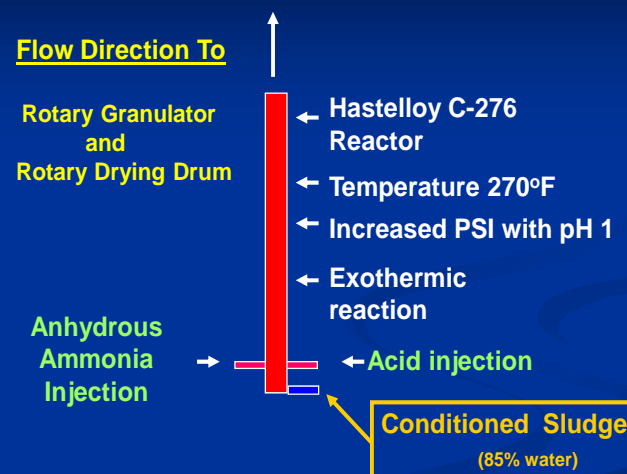 Flow Direction To
Rotary Granulator
and
Rotary Drying Drum
Hastelloy C-276
Reactor
Temperature 270ºF
Increased PSI with pH 1
Exothermic
reaction
Anhydrous
Ammonia
Injection
Acid injection
Conditioned Sludge
(85% water)